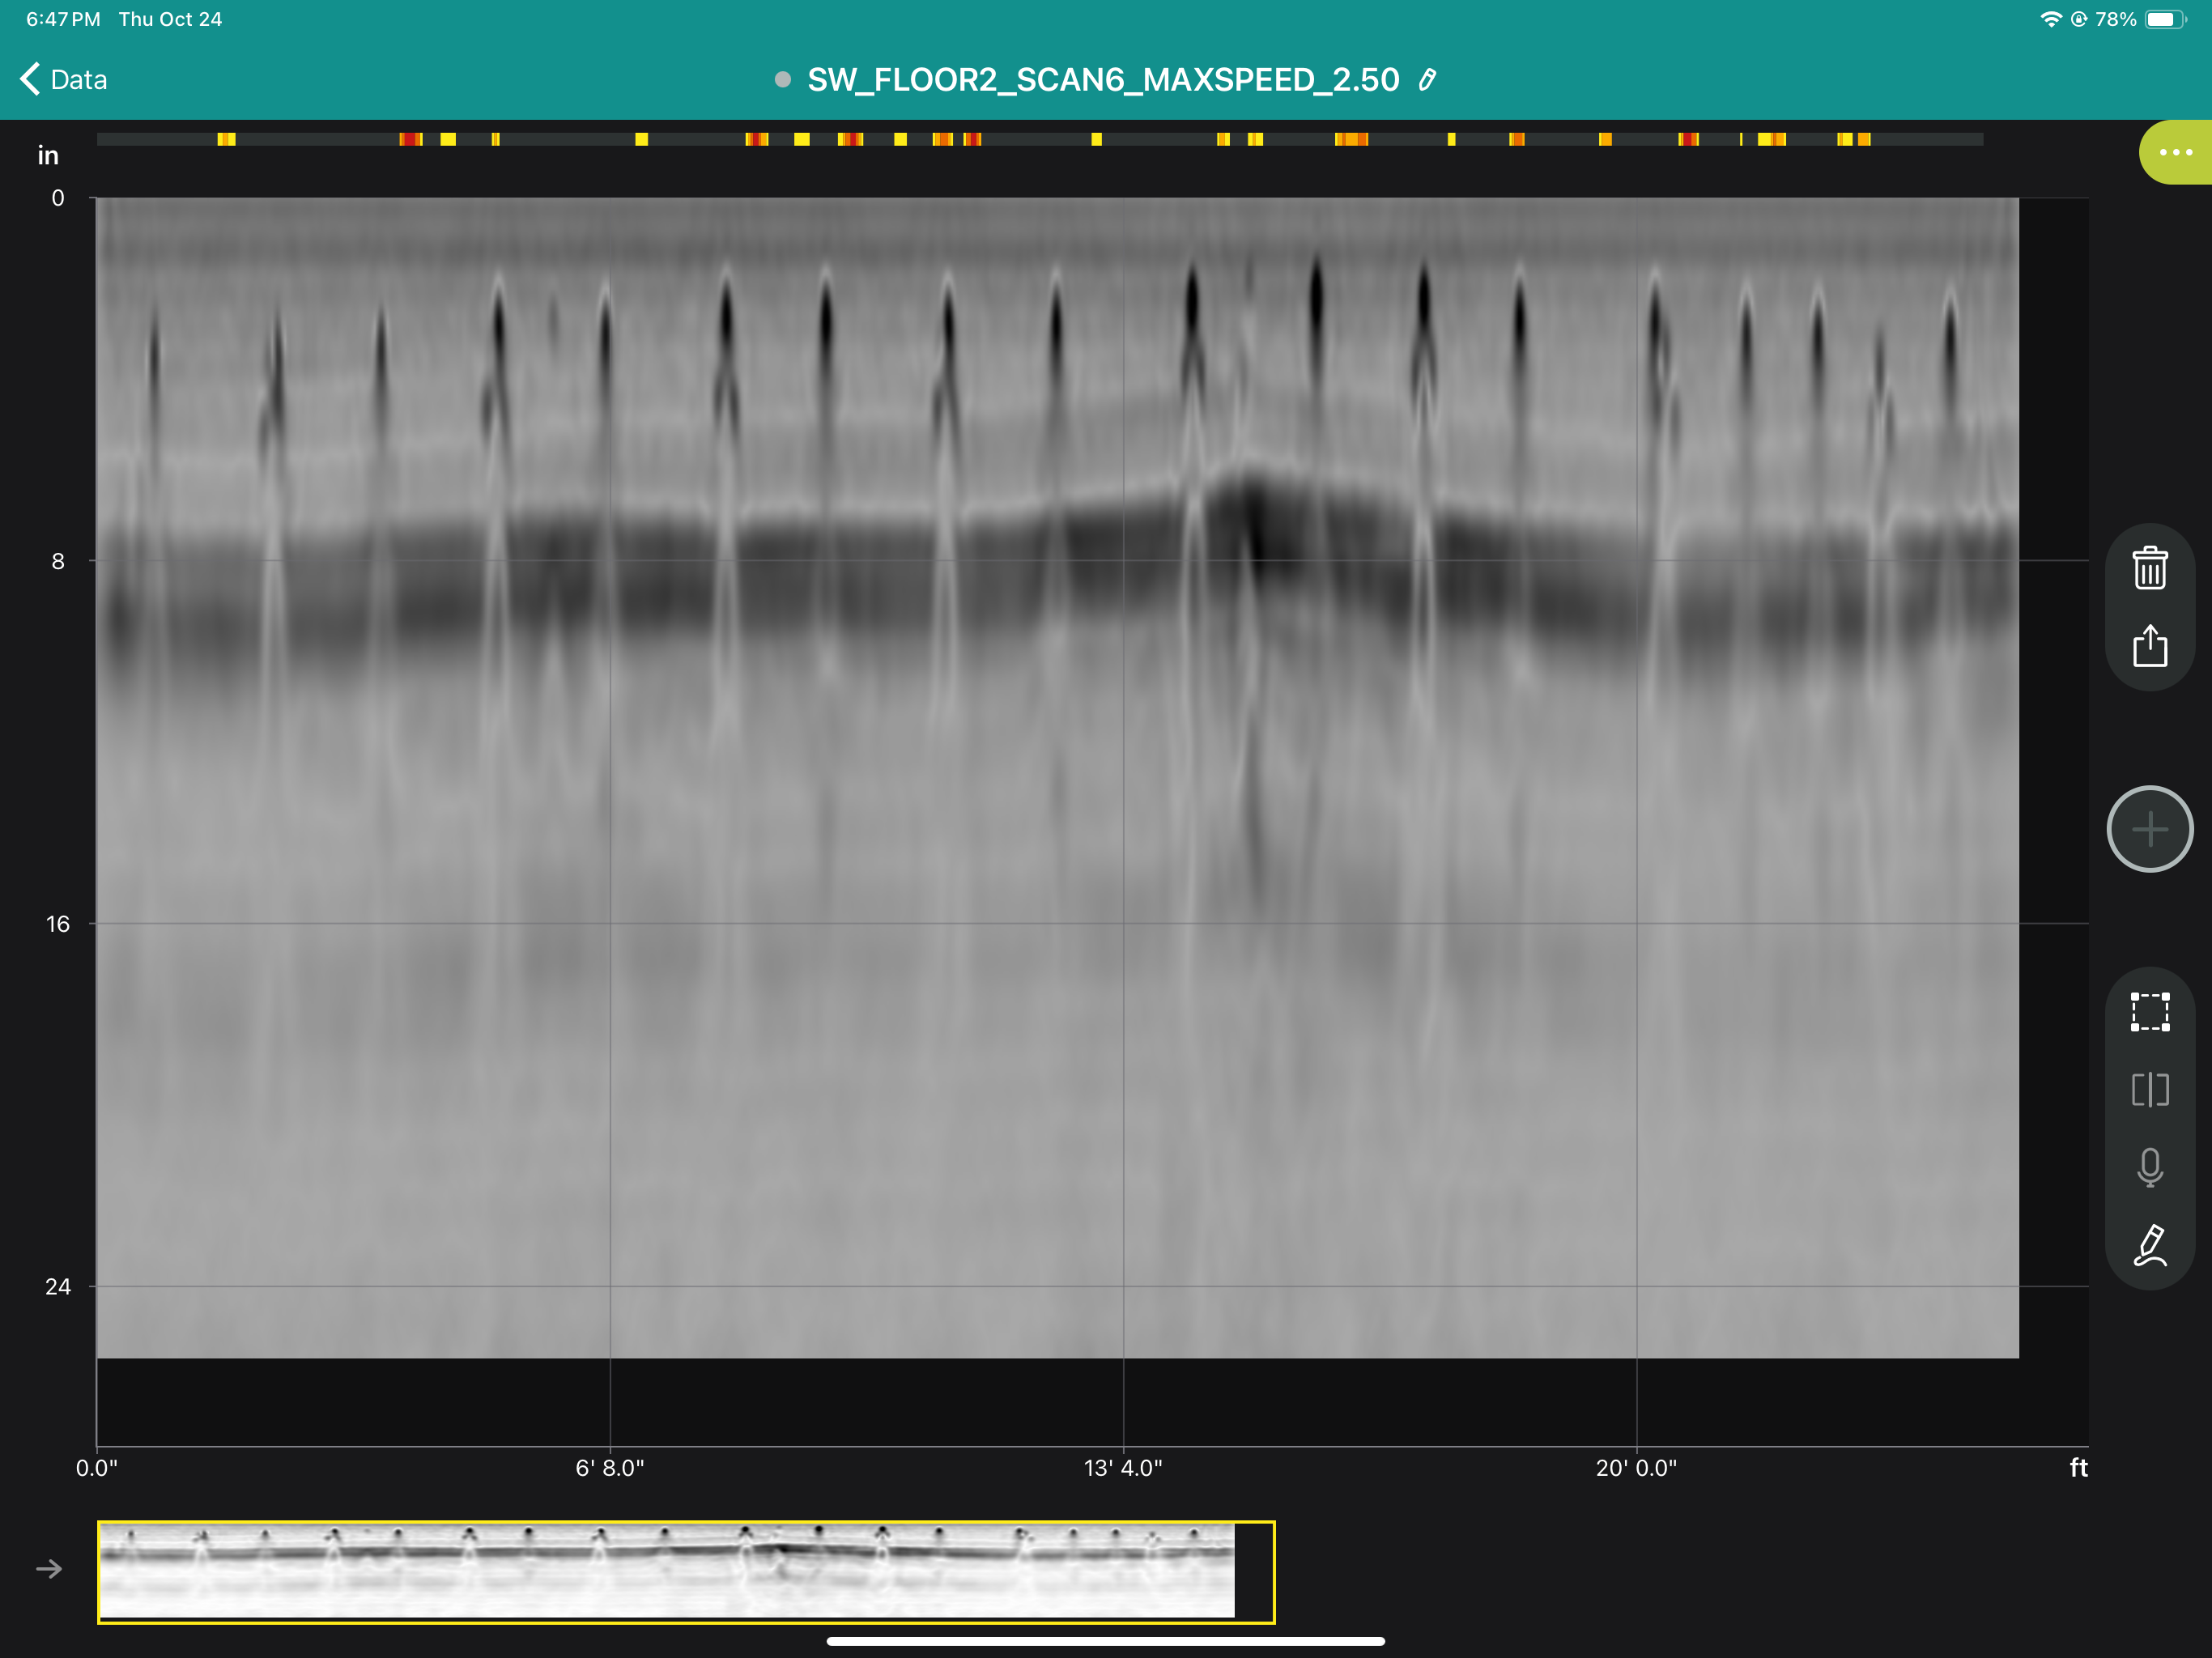 6:47 PM Thu Oct 24
78%
Data
SW_FLOOR2_SCAN6_MAXSPEED_2.50
in
0
8
16
24
0.0" 6' 8.0" 13' 4.0" 20' 0.0" ft